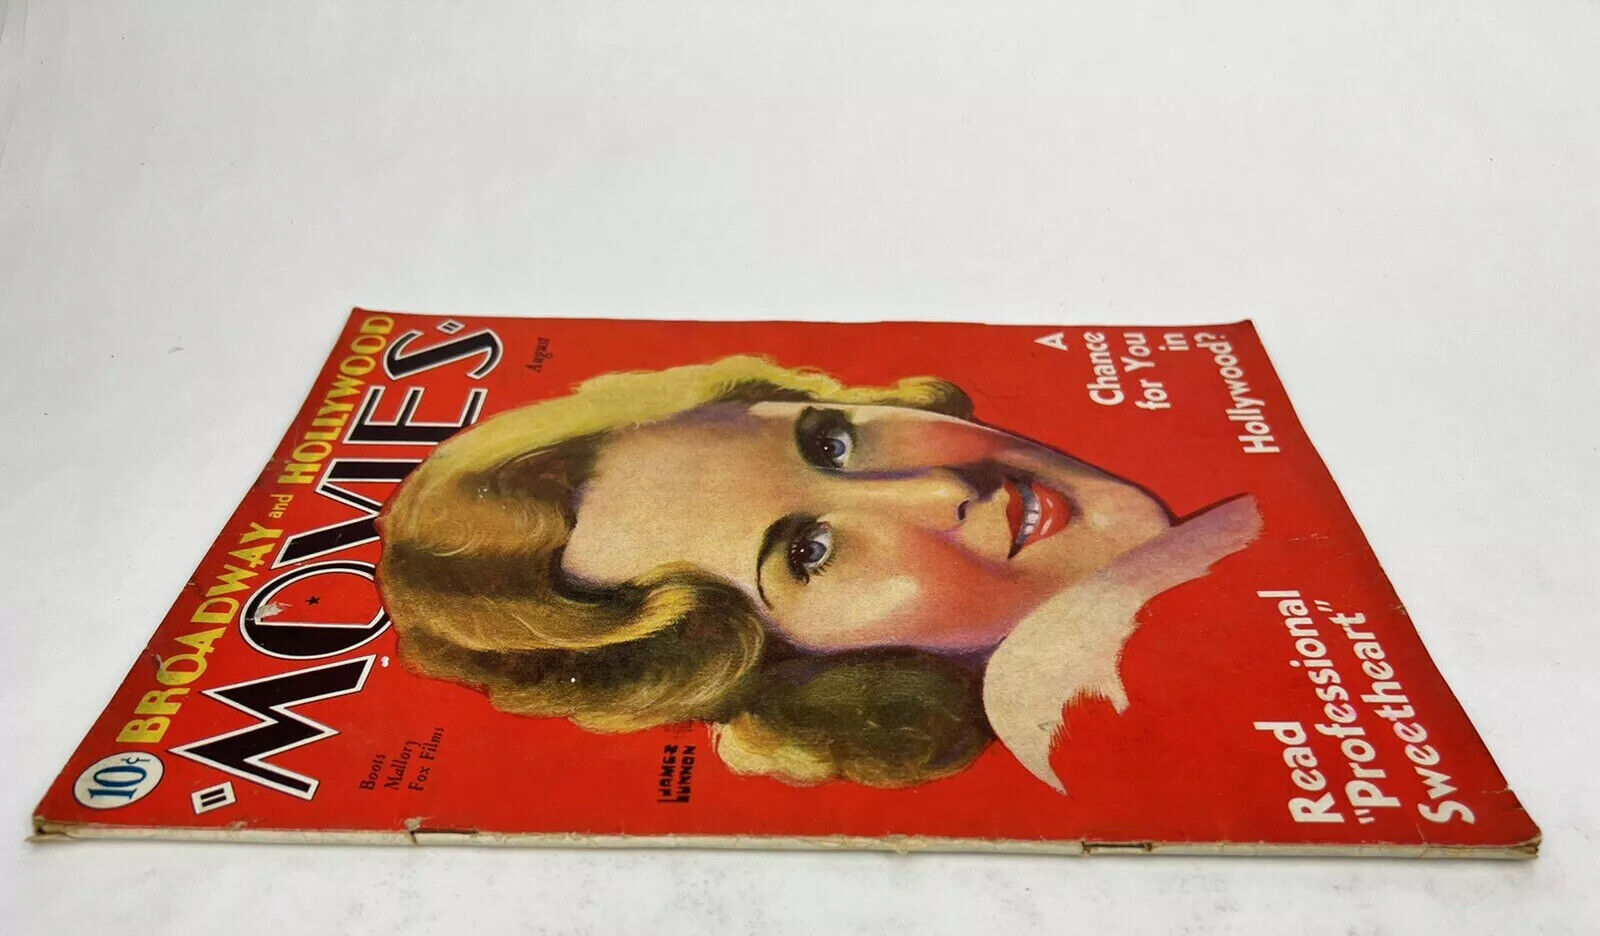 10¢
BROADWAY and HOLLYWOOD
"MOVIES"
Boots
Mallory
Fox Films
August
A
Chance
for You
in
Hollywood?
Read
"Professional
Sweetheart"